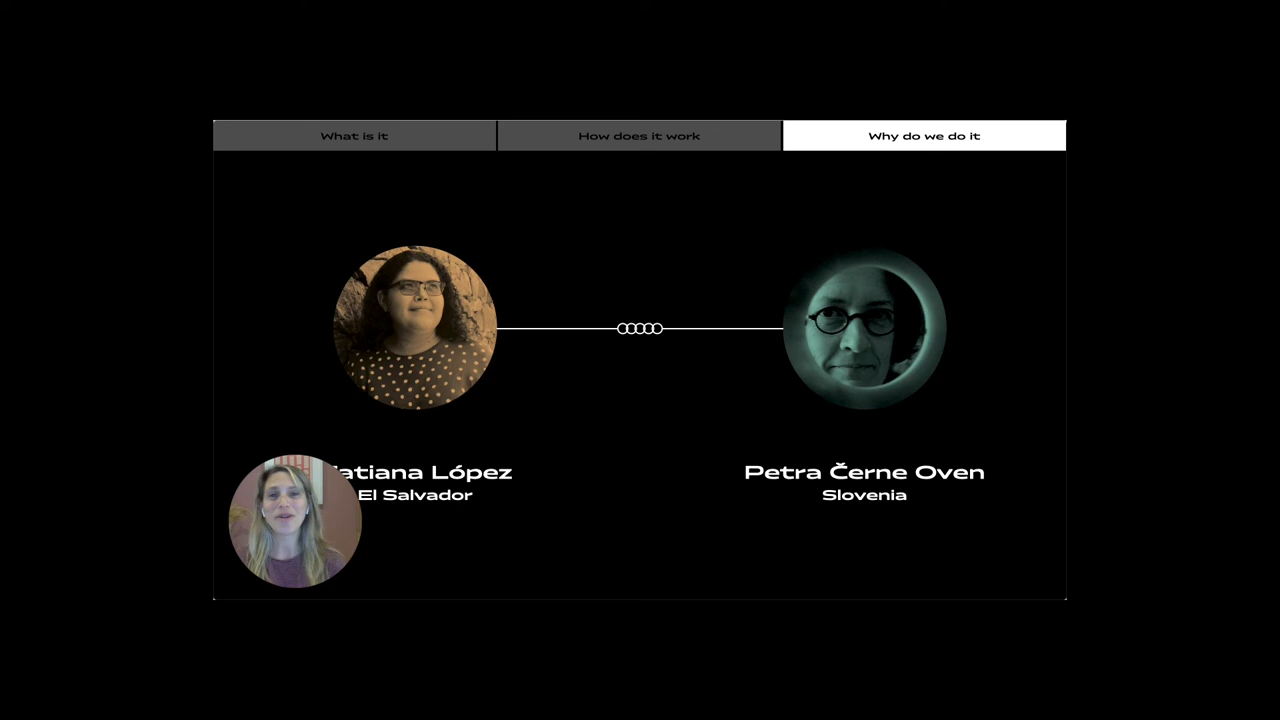 What is it
How does it work
Why do we do it
atiana López
El Salvador
Petra Černe Oven
Slovenia